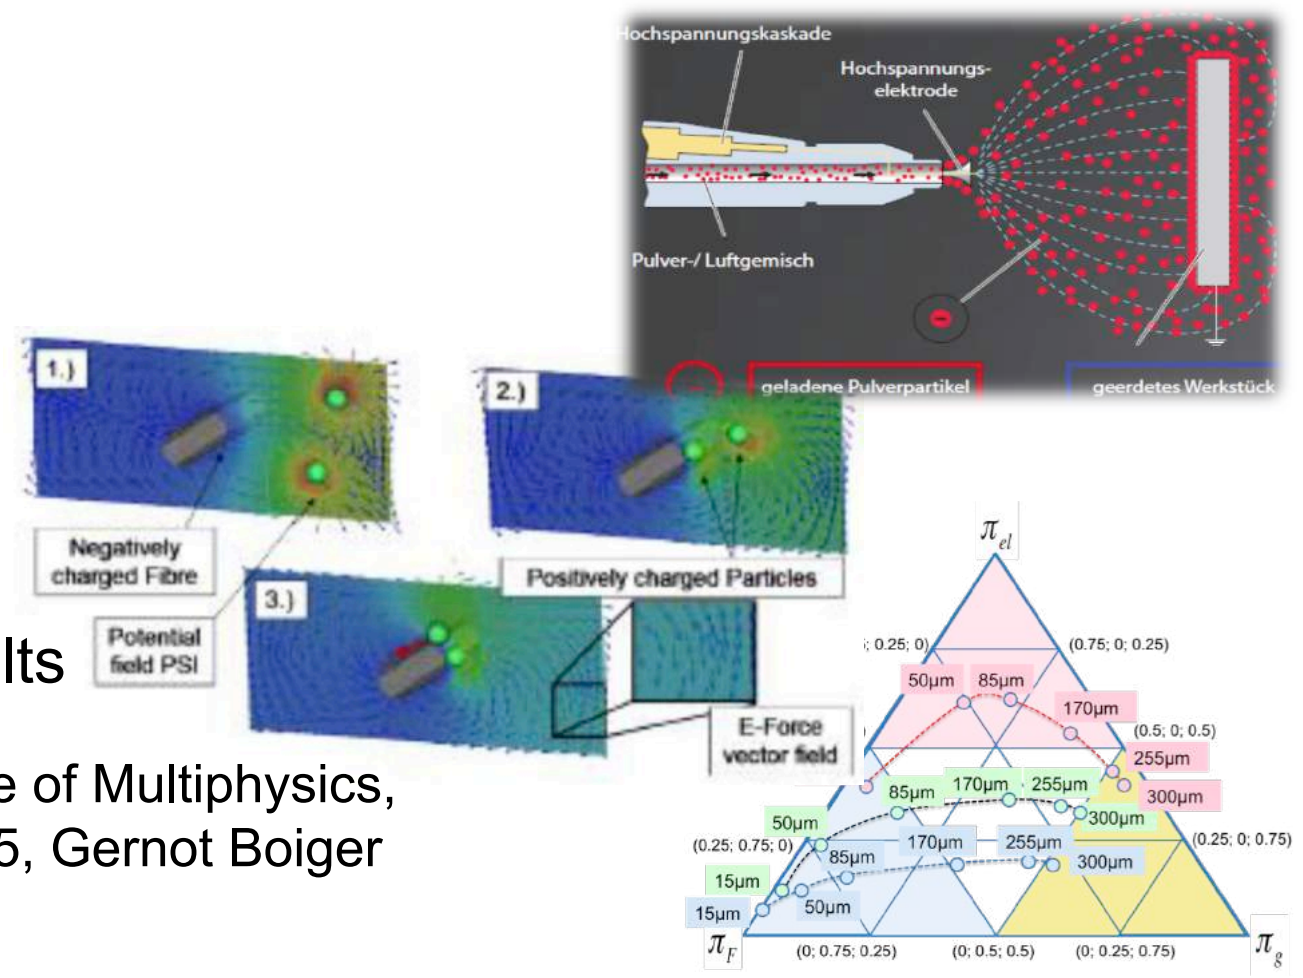 Hochspannungskaskade
Hochspannungs-
elektrode
Pulver-/ Luftgemisch
geladene Pulverpartikel
geerdetes Werkstück
1.)
2.)
Negatively
charged Fibre
Positively charged Particles
3.)
Potential
field PSI
E-Force
vector field
lts
e of Multiphysics,
5, Gernot Boiger
π_el
; 0.25; 0)
(0.75; 0; 0.25)
50µm
85µm
170µm
(0.5; 0; 0.5)
255µm
300µm
85µm
170µm
255µm
300µm
50µm
(0.25; 0.75; 0)
(0.25; 0; 0.75)
85µm
170µm
255µm
300µm
15µm
15µm
50µm
π_F
(0; 0.75; 0.25)
(0; 0.5; 0.5)
(0; 0.25; 0.75)
π_g